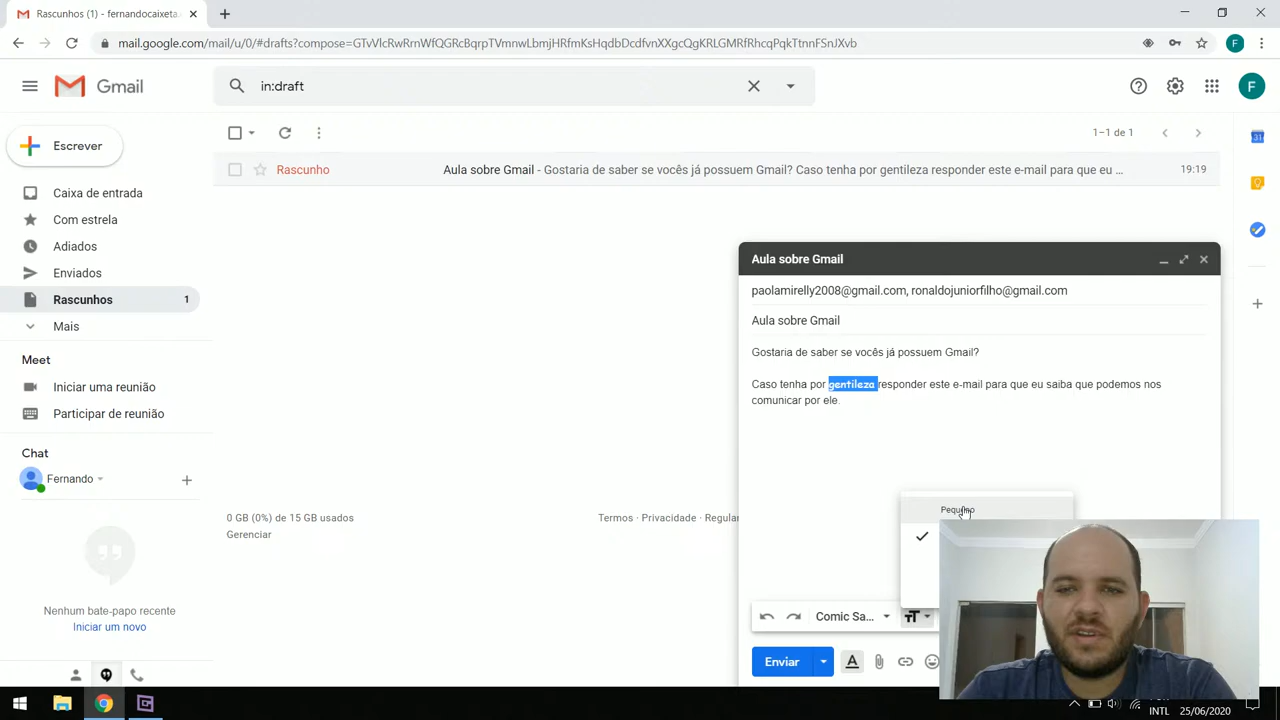 Rascunhos (1) - fernandocaixeta
mail.google.com/mail/u/0/#drafts?compose=GTvVlcRwRrnWfQGRcBqrpTVmnwLbmjHRfmKsHqdbDcdfvnXXgcQgKRLGMRfRhcqPqkTtnnFSnJXvb
F
Gmail
in:draft
F
Escrever
1–1 de 1
31
Rascunho
Aula sobre Gmail - Gostaria de saber se vocês já possuem Gmail? Caso tenha por gentileza responder este e-mail para que eu ...
19:19
Caixa de entrada
Com estrela
Adiados
Enviados
Rascunhos
1
Mais
Meet
Iniciar uma reunião
Participar de reunião
Chat
Fernando
Nenhum bate-papo recente
Iniciar um novo
0 GB (0%) de 15 GB usados
Gerenciar
Termos · Privacidade · Regular
Aula sobre Gmail
paolamirelly2008@gmail.com, ronaldojuniorfilho@gmail.com
Aula sobre Gmail
Gostaria de saber se vocês já possuem Gmail?
Caso tenha por gentileza responder este e-mail para que eu saiba que podemos nos
comunicar por ele.
Pequeno
Comic Sa...
Enviar
INTL
25/06/2020